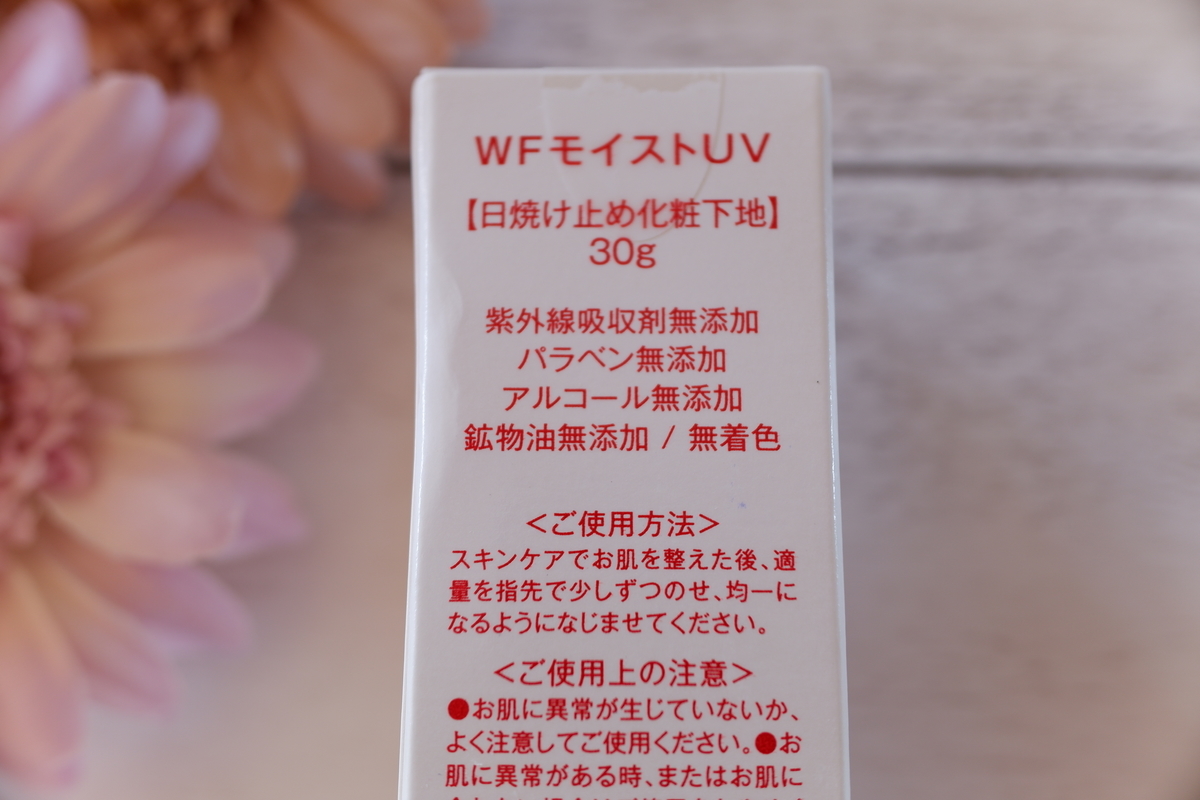 WFモイストUV
【日焼け止め化粧下地】
30g
紫外線吸収剤無添加
パラベン無添加
アルコール無添加
鉱物油無添加 / 無着色
＜ご使用方法＞
スキンケアでお肌を整えた後、適
量を指先で少しずつのせ、均一に
なるようになじませてください。
＜ご使用上の注意＞
●お肌に異常が生じていないか、
よく注意してご使用ください。●お
肌に異常がある時、またはお肌に